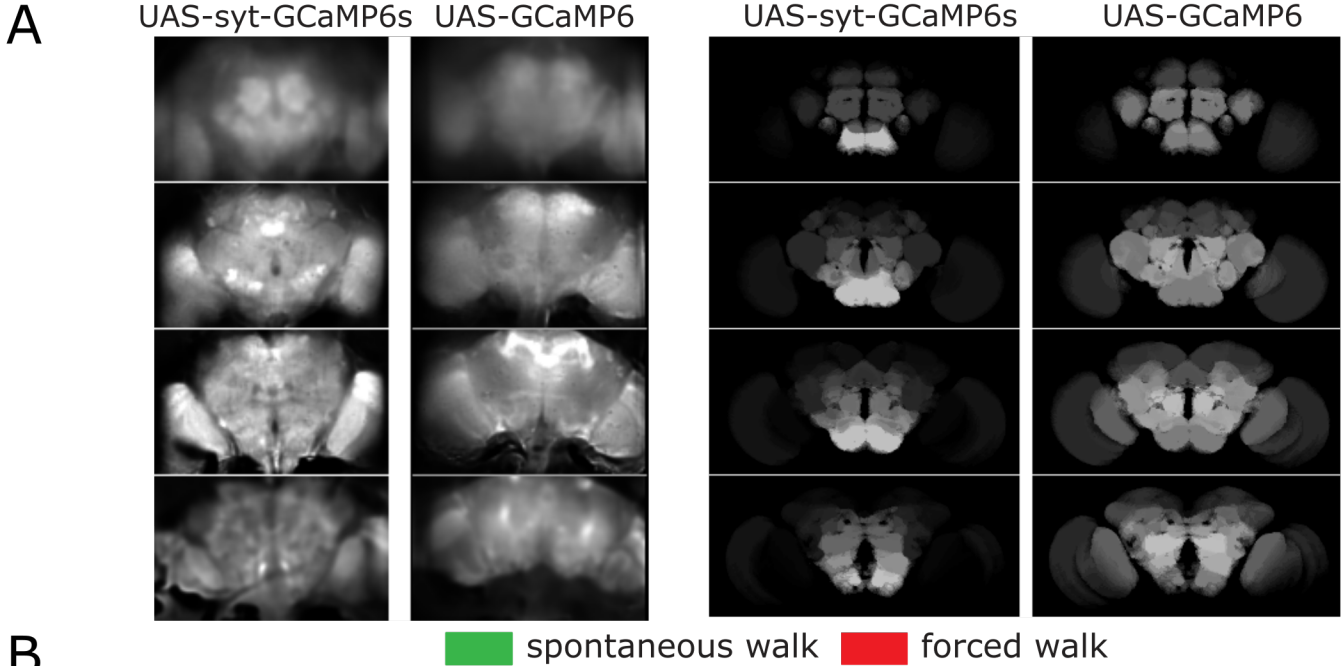 A
UAS-syt-GCaMP6s UAS-GCaMP6 UAS-syt-GCaMP6s UAS-GCaMP6
B
spontaneous walk forced walk